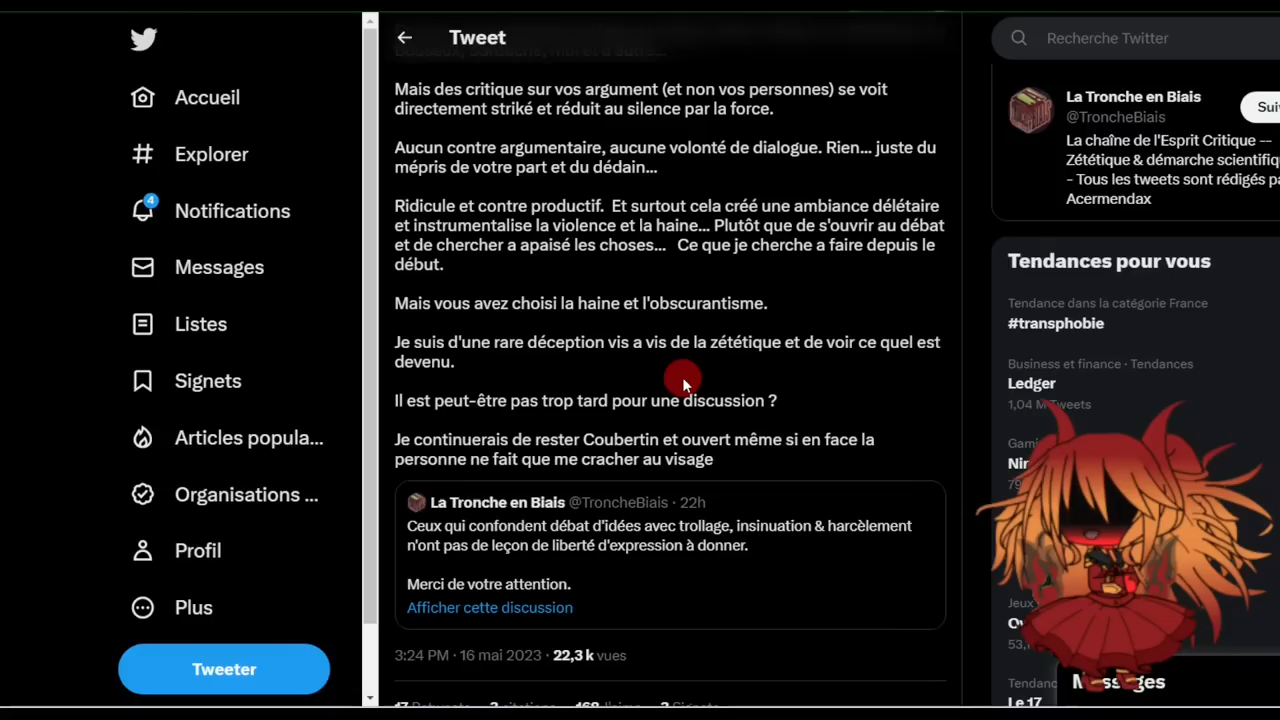 Tweet
Recherche Twitter
Accueil
Explorer
4
Notifications
Messages
Listes
Signets
Articles popula...
Organisations ...
Profil
Plus
Tweeter
Mais des critique sur vos argument (et non vos personnes) se voit
directement striké et réduit au silence par la force.
Aucun contre argumentaire, aucune volonté de dialogue. Rien... juste du
mépris de votre part et du dédain...
Ridicule et contre productif. Et surtout cela créé une ambiance délétaire
et instrumentalise la violence et la haine... Plutôt que de s'ouvrir au débat
et de chercher a apaisé les choses... Ce que je cherche a faire depuis le
début.
Mais vous avez choisi la haine et l'obscurantisme.
Je suis d'une rare déception vis a vis de la zététique et de voir ce quel est
devenu.
Il est peut-être pas trop tard pour une discussion ?
Je continuerais de rester Coubertin et ouvert même si en face la
personne ne fait que me cracher au visage
La Tronche en Biais @TroncheBiais · 22h
Ceux qui confondent débat d'idées avec trollage, insinuation & harcèlement
n'ont pas de leçon de liberté d'expression à donner.
Merci de votre attention.
Afficher cette discussion
3:24 PM · 16 mai 2023 · 22,3 k vues
La Tronche en Biais
@TroncheBiais
La chaîne de l'Esprit Critique --
Zététique & démarche
- Tous les tweets sont rédigés
Acermendax
Tendances pour vous
Tendance dans la catégorie France
#transphobie
Business et finance · Tendances
Ledger
1,04 M Tweets
Le 17